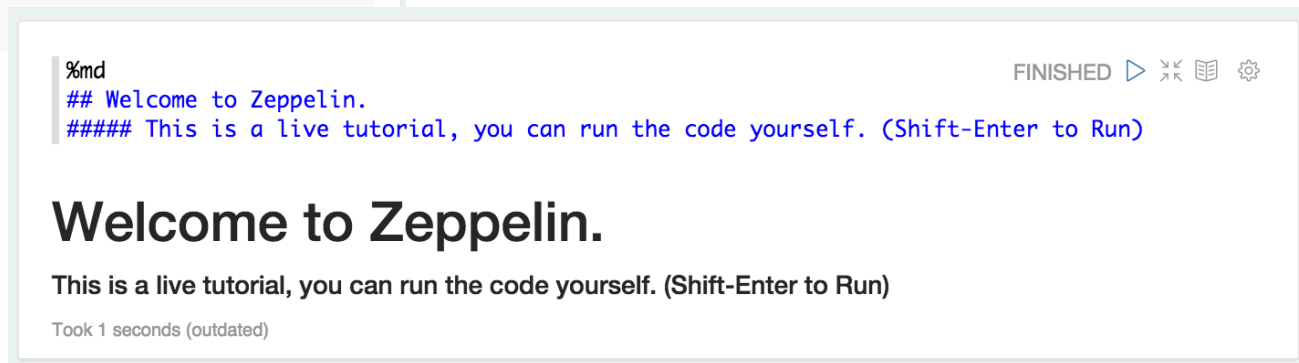 %md
FINISHED
## Welcome to Zeppelin.
##### This is a live tutorial, you can run the code yourself. (Shift-Enter to Run)
Welcome to Zeppelin.
This is a live tutorial, you can run the code yourself. (Shift-Enter to Run)
Took 1 seconds (outdated)